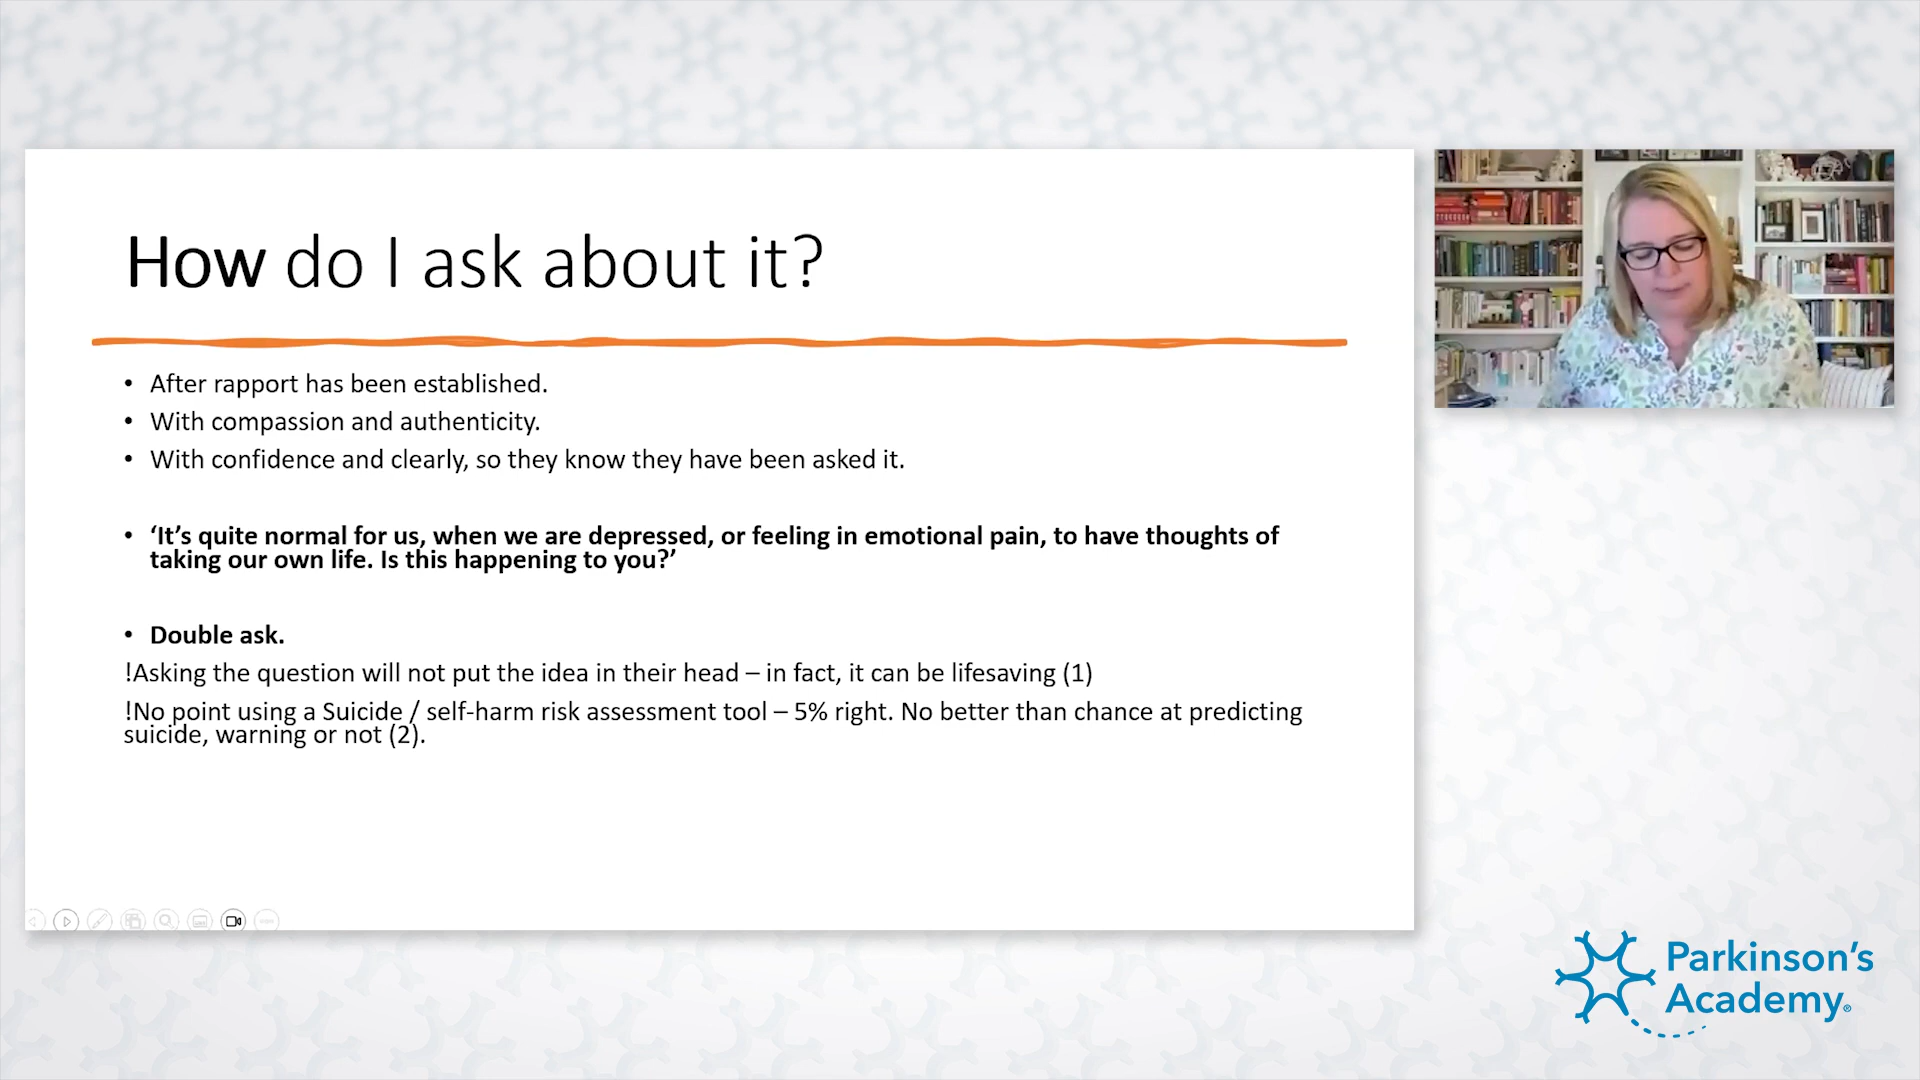 How do I ask about it?
• After rapport has been established.
• With compassion and authenticity.
• With confidence and clearly, so they know they have been asked it.
• ‘It’s quite normal for us, when we are depressed, or feeling in emotional pain, to have thoughts of
taking our own life. Is this happening to you?’
• Double ask.
!Asking the question will not put the idea in their head – in fact, it can be lifesaving (1)
!No point using a Suicide / self-harm risk assessment tool – 5% right. No better than chance at predicting
suicide, warning or not (2).
Parkinson’s
Academy®